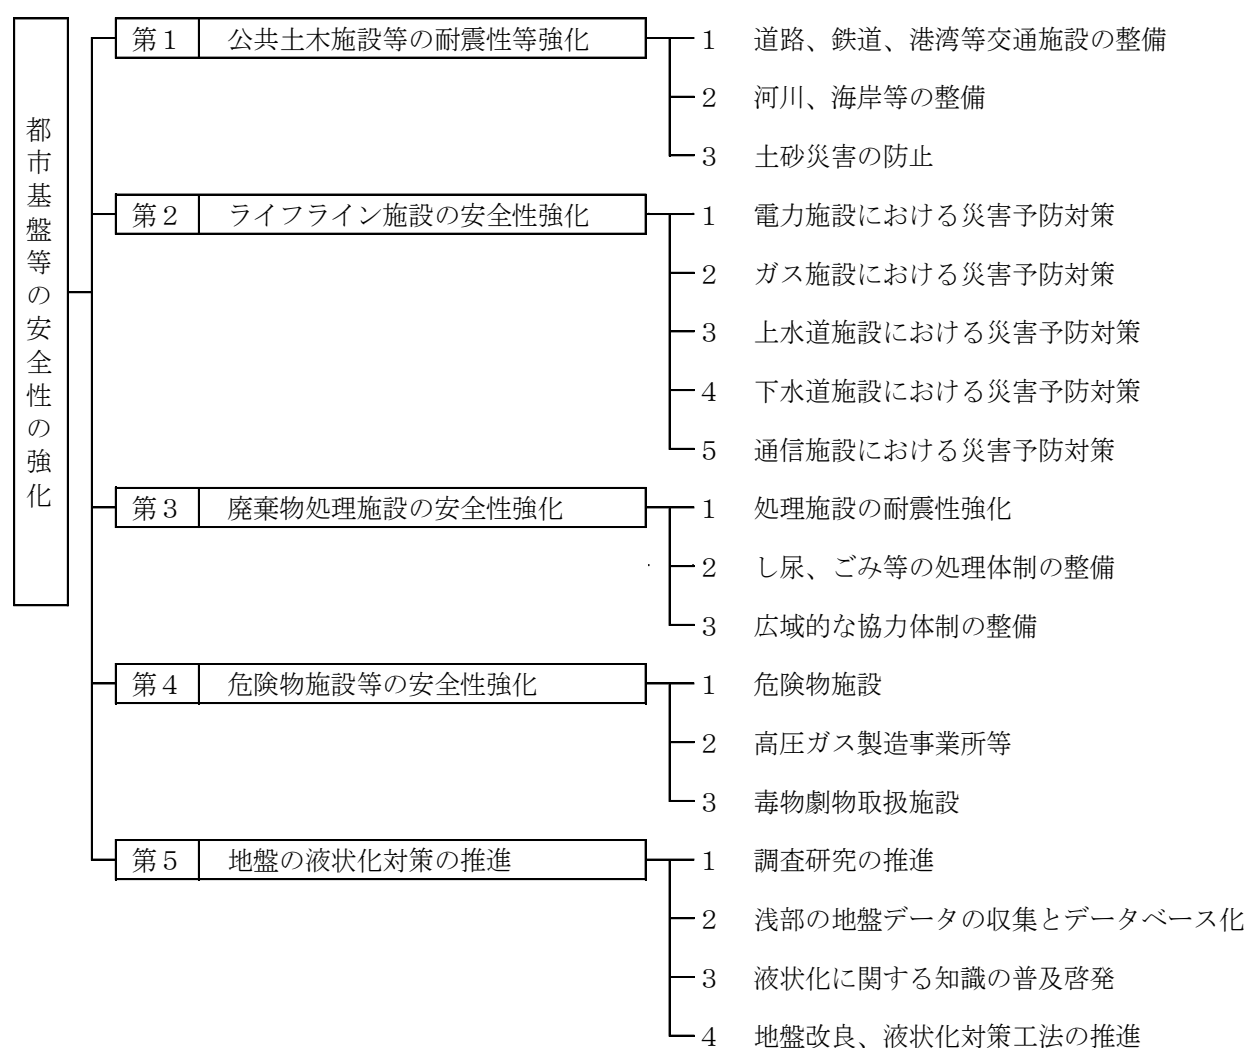 都市基盤等の安全性の強化
第１ 公共土木施設等の耐震性等強化
１ 道路、鉄道、港湾等交通施設の整備
２ 河川、海岸等の整備
３ 土砂災害の防止
第２ ライフライン施設の安全性強化
１ 電力施設における災害予防対策
２ ガス施設における災害予防対策
３ 上水道施設における災害予防対策
４ 下水道施設における災害予防対策
５ 通信施設における災害予防対策
第３ 廃棄物処理施設の安全性強化
１ 処理施設の耐震性強化
２ し尿、ごみ等の処理体制の整備
３ 広域的な協力体制の整備
第４ 危険物施設等の安全性強化
１ 危険物施設
２ 高圧ガス製造事業所等
３ 毒物劇物取扱施設
第５ 地盤の液状化対策の推進
１ 調査研究の推進
２ 浅部の地盤データの収集とデータベース化
３ 液状化に関する知識の普及啓発
４ 地盤改良、液状化対策工法の推進